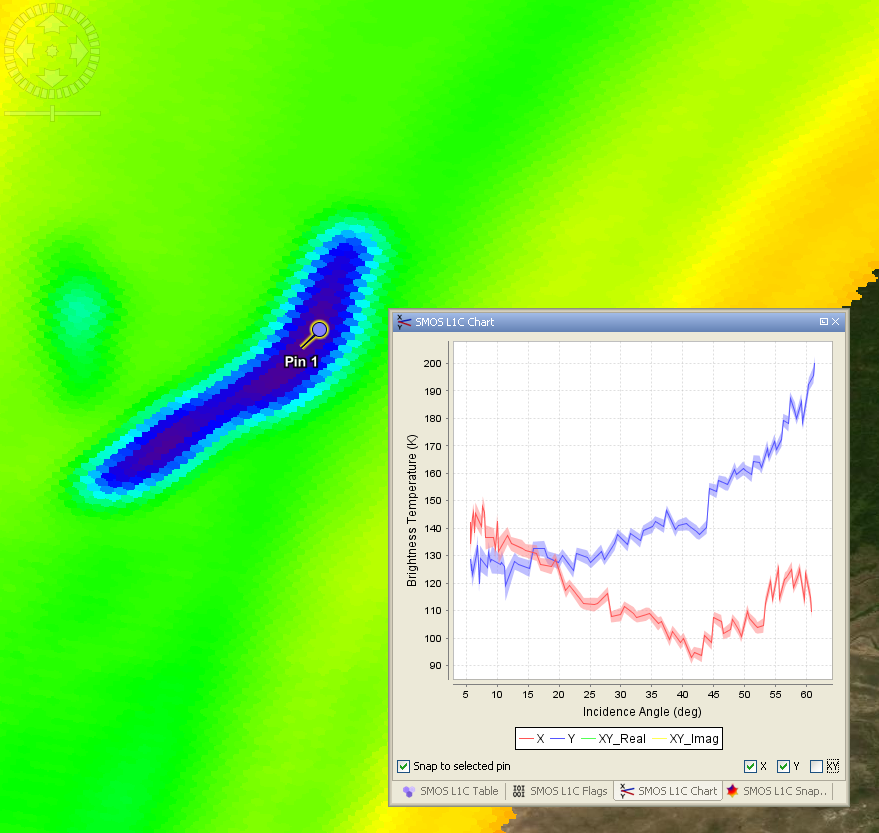 SMOS L1C Chart
Pin 1
200
190
180
170
160
150
140
130
120
110
100
90
Brightness Temperature (K)
5 10 15 20 25 30 35 40 45 50 55 60
Incidence Angle (deg)
X Y XY_Real XY_Imag
Snap to selected pin X Y XY
SMOS L1C Table SMOS L1C Flags SMOS L1C Chart SMOS L1C Snap..